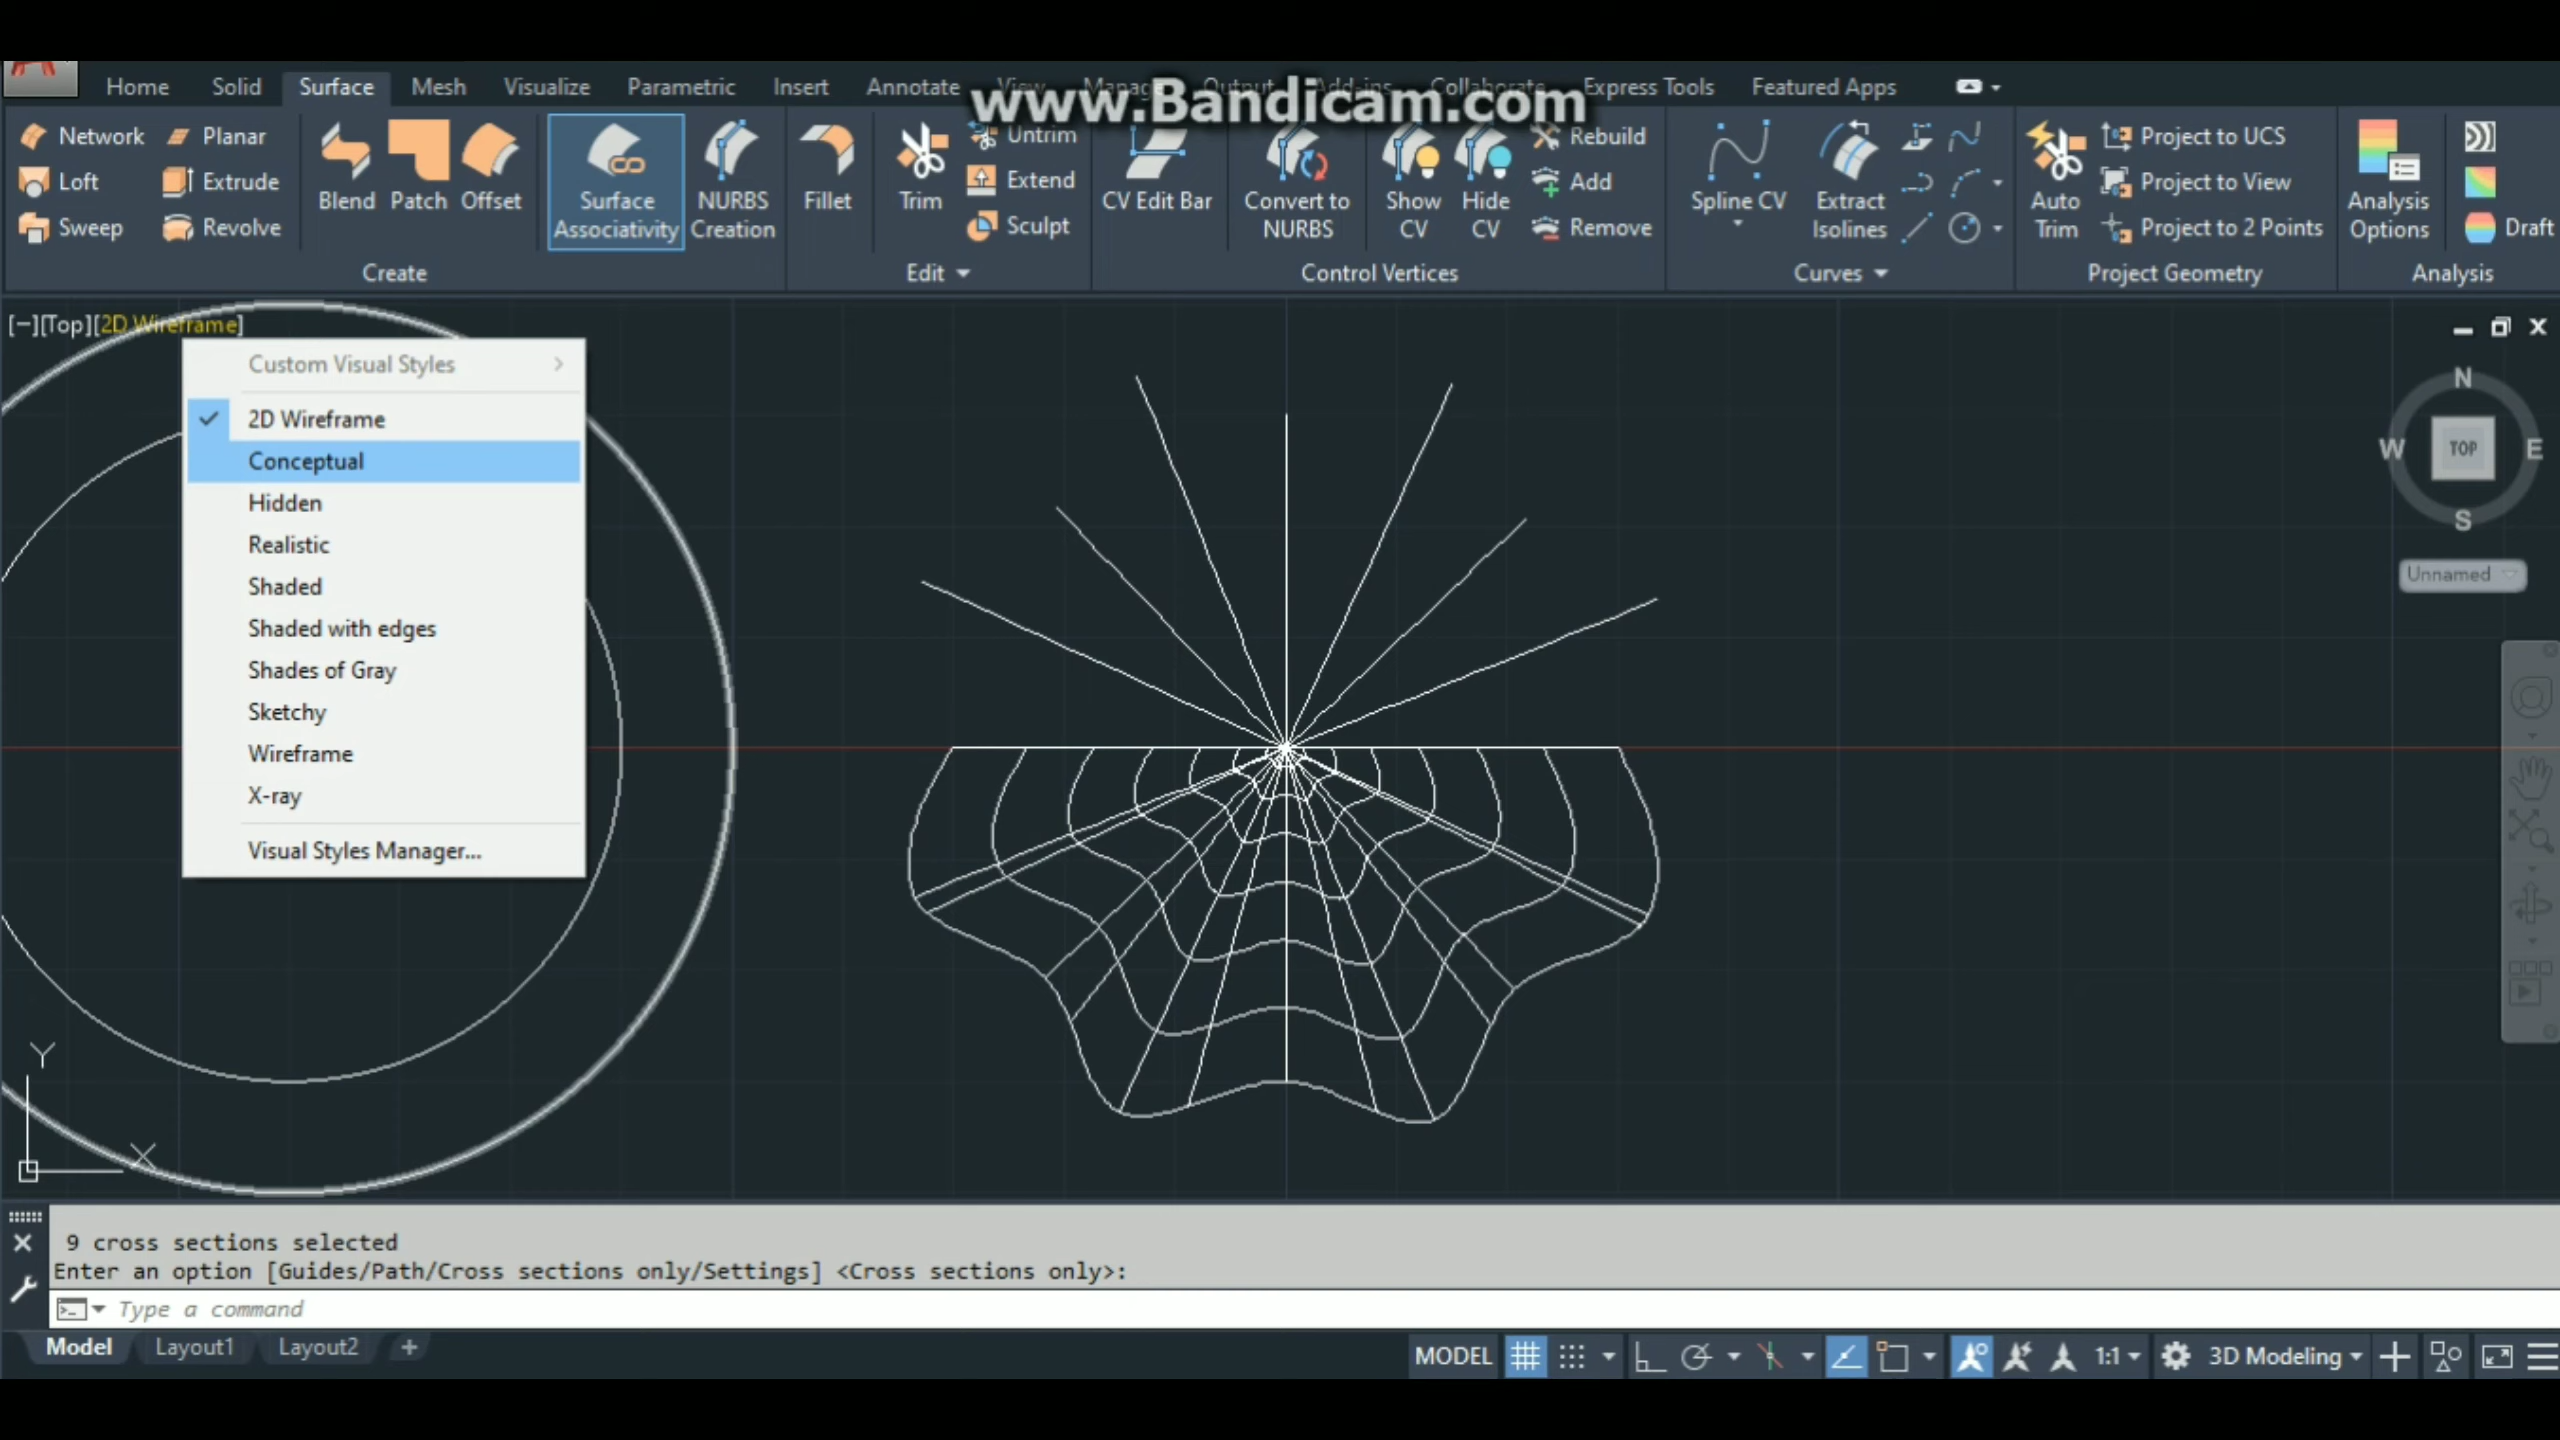 www.Bandicam.com
Home Solid Surface Mesh Visualize Parametric Insert Annotate View Manage Output Add-ins Collaborate Express Tools Featured Apps
Network Planar
Loft Extrude
Sweep Revolve
Blend Patch Offset
Create
Surface
Associativity
NURBS
Creation
Fillet
Trim
Untrim
Extend
Sculpt
Edit
CV Edit Bar
Convert to
NURBS
Show
CV
Hide
CV
Rebuild
Add
Remove
Control Vertices
Spline CV
Extract
Isolines
Curves
Auto
Trim
Project to UCS
Project to View
Project to 2 Points
Project Geometry
Analysis
Options
Draft
Analysis
[−][Top][2D Wireframe]
Custom Visual Styles
2D Wireframe
Conceptual
Hidden
Realistic
Shaded
Shaded with edges
Shades of Gray
Sketchy
Wireframe
X-ray
Visual Styles Manager...
N
W TOP E
S
Unnamed
Y
X
9 cross sections selected
Enter an option [Guides/Path/Cross sections only/Settings] <Cross sections only>:
Type a command
Model Layout1 Layout2 +
MODEL 1:1 3D Modeling